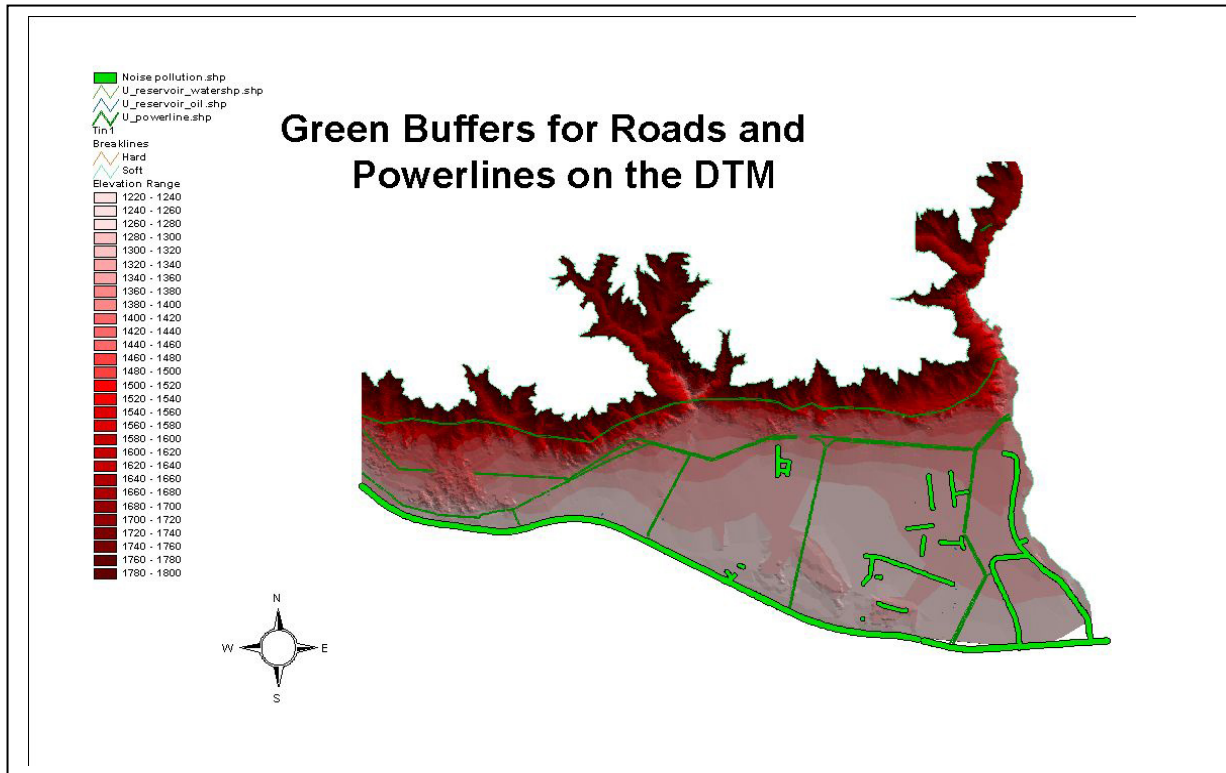 Noise pollution.shp
U_reservoir_watershp.shp
U_reservoir_oil.shp
U_powerline.shp
Tin1
Breaklines
Hard
Soft
Elevation Range
1220 - 1240
1240 - 1260
1260 - 1280
1280 - 1300
1300 - 1320
1320 - 1340
1340 - 1360
1360 - 1380
1380 - 1400
1400 - 1420
1420 - 1440
1440 - 1460
1460 - 1480
1480 - 1500
1500 - 1520
1520 - 1540
1540 - 1560
1560 - 1580
1580 - 1600
1600 - 1620
1620 - 1640
1640 - 1660
1660 - 1680
1680 - 1700
1700 - 1720
1720 - 1740
1740 - 1760
1760 - 1780
1780 - 1800
Green Buffers for Roads and
Powerlines on the DTM
N
W
E
S